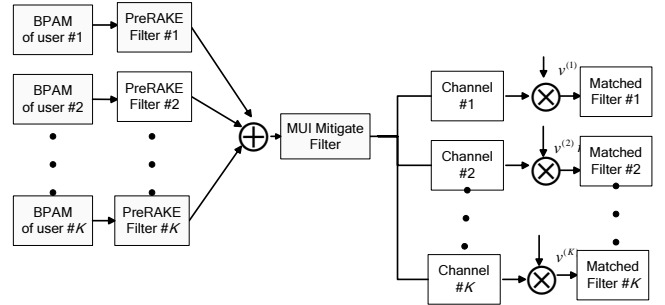 BPAM
of user #1
PreRAKE
Filter #1
BPAM
of user #2
PreRAKE
Filter #2
BPAM
of user #K
PreRAKE
Filter #K
MUI Mitigate
Filter
Channel
#1
ν(1)
Matched
Filter #1
Channel
#2
ν(2)
Matched
Filter #2
Channel
#K
ν(K
Matched
Filter #K